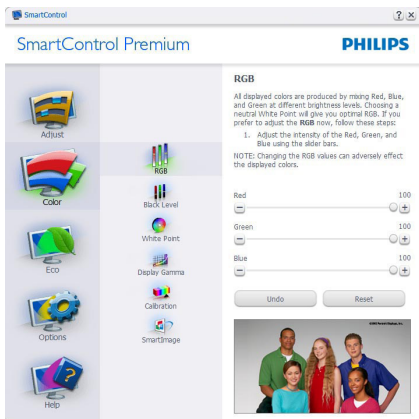 SmartControl
SmartControl Premium
PHILIPS
Adjust
Color
Eco
Options
Help
RGB
Black Level
White Point
Display Gamma
Calibration
SmartImage
RGB
All displayed colors are produced by mixing Red, Blue,
and Green at different brightness levels. Choosing a
neutral White Point will give you optimal RGB. If you
prefer to adjust the RGB now, follow these steps:
1. Adjust the intensity of the Red, Green, and
Blue using the slider bars.
NOTE: Changing the RGB values can adversely effect
the displayed colors.
Red 100
Green 100
Blue 100
Undo Reset